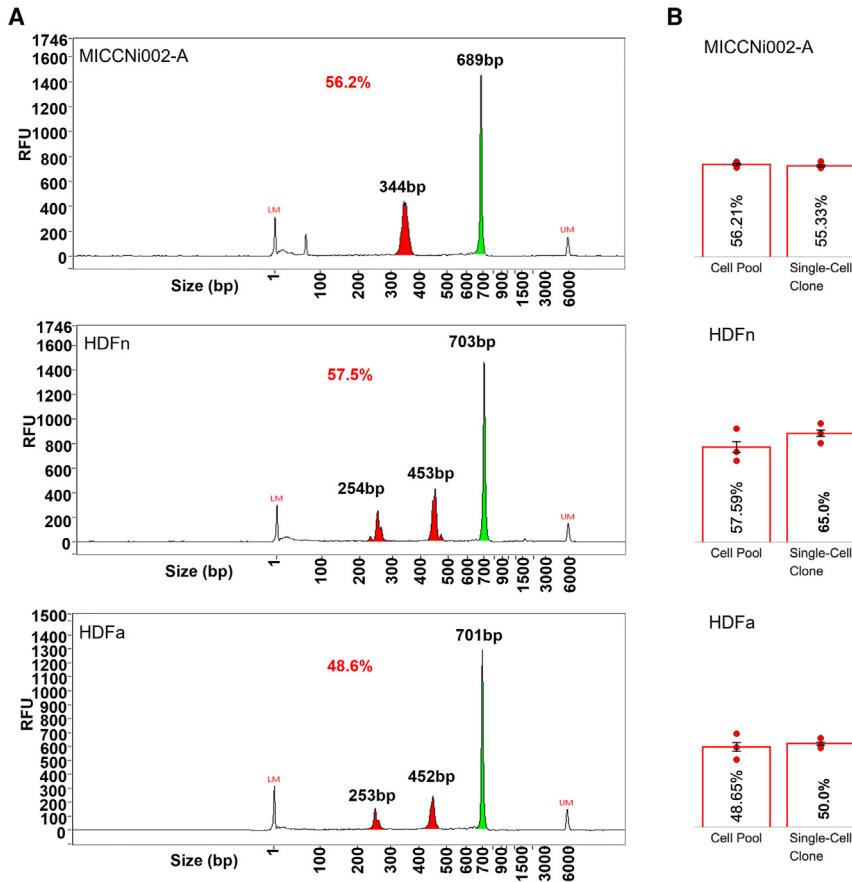 A
B
1746
1600
1400
1200
1000
800
600
400
200
0
RFU
MICCNi002-A
56.2%
344bp
689bp
LM
UM
Size (bp)
1
100
200
300
400
500
600
700
900
1500
3000
6000
MICCNi002-A
56.21%
55.33%
Cell Pool
Single-Cell
Clone
1746
1600
1400
1200
1000
800
600
400
200
0
RFU
HDFn
57.5%
254bp
453bp
703bp
LM
UM
Size (bp)
1
100
200
300
400
500
600
700
900
1500
3000
6000
HDFn
57.59%
65.0%
Cell Pool
Single-Cell
Clone
1500
1400
1300
1200
1100
1000
900
800
700
600
500
400
300
200
100
0
RFU
HDFa
48.6%
253bp
452bp
701bp
LM
UM
Size (bp)
1
100
200
300
400
500
600
700
900
1500
3000
6000
HDFa
48.65%
50.0%
Cell Pool
Single-Cell
Clone